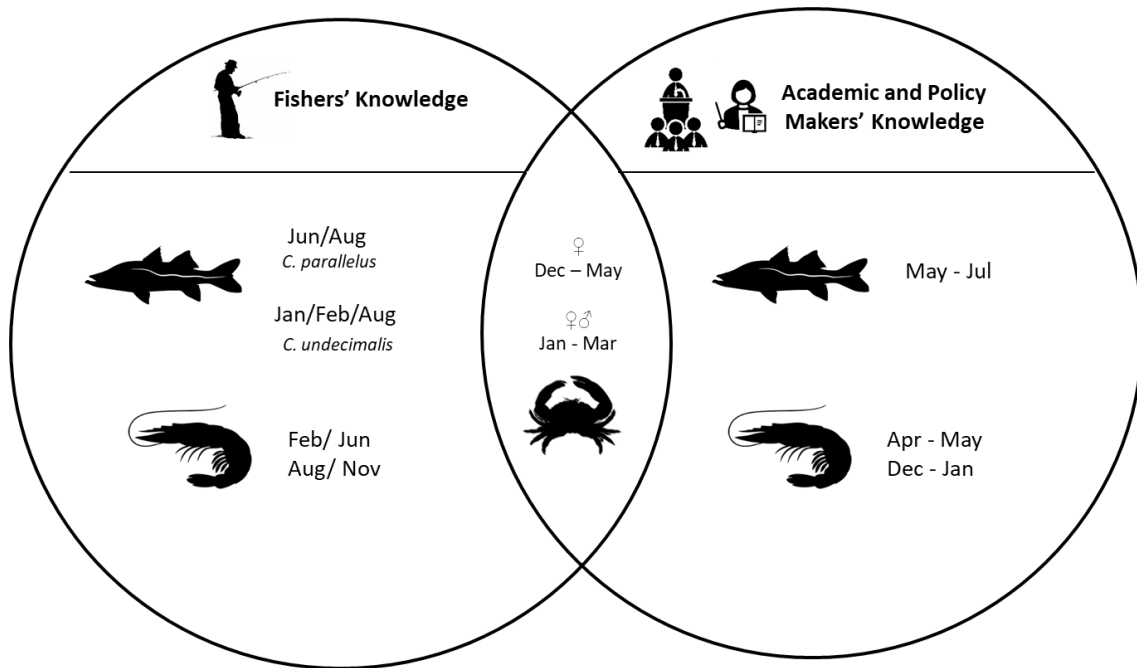 Fishers' Knowledge
Academic and Policy
Makers' Knowledge
Jun/Aug
C. parallelus
Jan/Feb/Aug
C. undecimalis
Feb/ Jun
Aug/ Nov
♀
Dec – May
♀♂
Jan - Mar
May - Jul
Apr - May
Dec - Jan